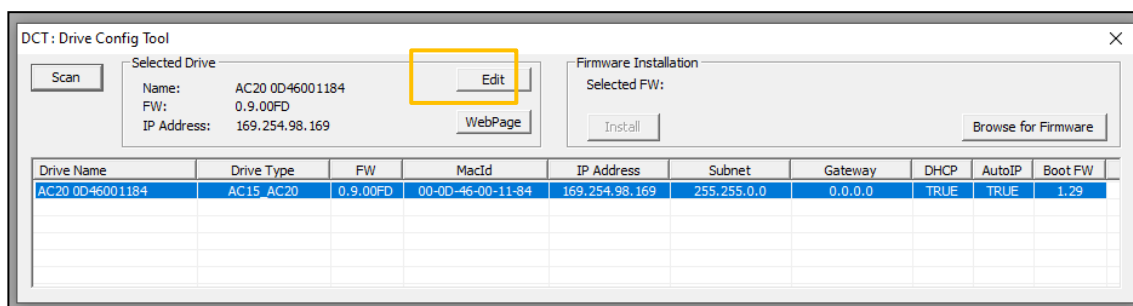 DCT : Drive Config Tool
Scan
Selected Drive
Name: AC20 0D46001184
FW: 0.9.00FD
IP Address: 169.254.98.169
Edit
WebPage
Firmware Installation
Selected FW:
Install
Browse for Firmware
Drive Name Drive Type FW MacId IP Address Subnet Gateway DHCP AutoIP Boot FW
AC20 0D46001184 AC15_AC20 0.9.00FD 00-0D-46-00-11-84 169.254.98.169 255.255.0.0 0.0.0.0 TRUE TRUE 1.29